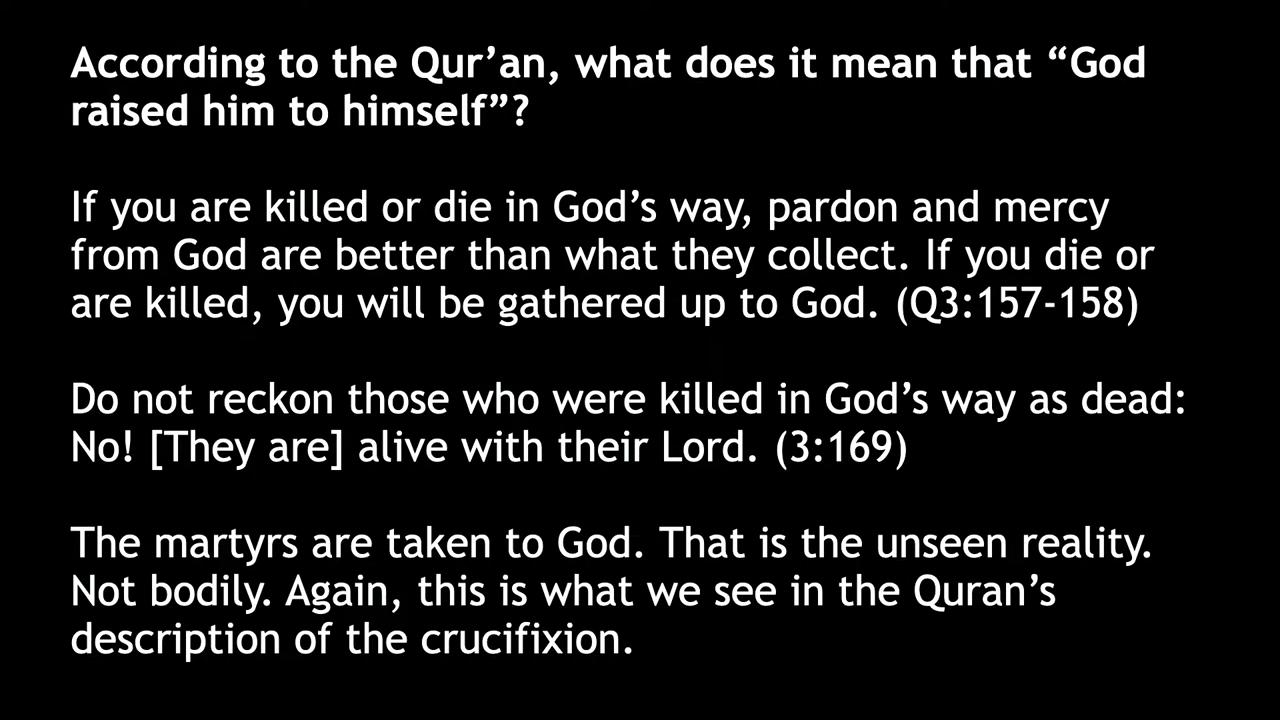 According to the Qur’an, what does it mean that “God
raised him to himself”?
If you are killed or die in God’s way, pardon and mercy
from God are better than what they collect. If you die or
are killed, you will be gathered up to God. (Q3:157-158)
Do not reckon those who were killed in God’s way as dead:
No! [They are] alive with their Lord. (3:169)
The martyrs are taken to God. That is the unseen reality.
Not bodily. Again, this is what we see in the Quran’s
description of the crucifixion.